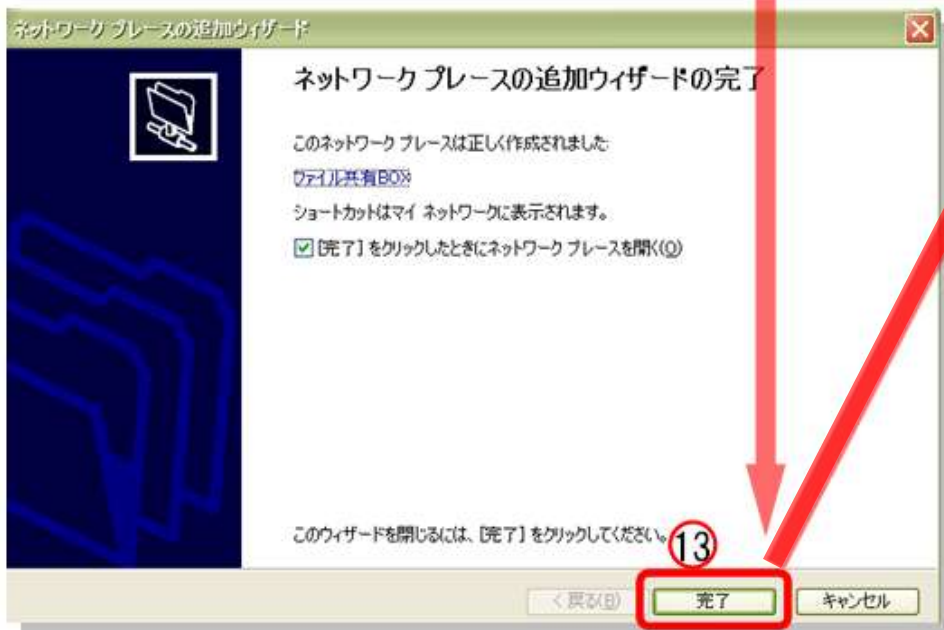 ネットワーク プレースの追加ウィザード
ネットワーク プレースの追加ウィザードの完了
このネットワーク プレースは正しく作成されました:
ファイル共有BOX
ショートカットはマイ ネットワークに表示されます。
[完了] をクリックしたときにネットワーク プレースを開く(O)
このウィザードを閉じるには、[完了] をクリックしてください。
⑬
< 戻る(B)
完了
キャンセル